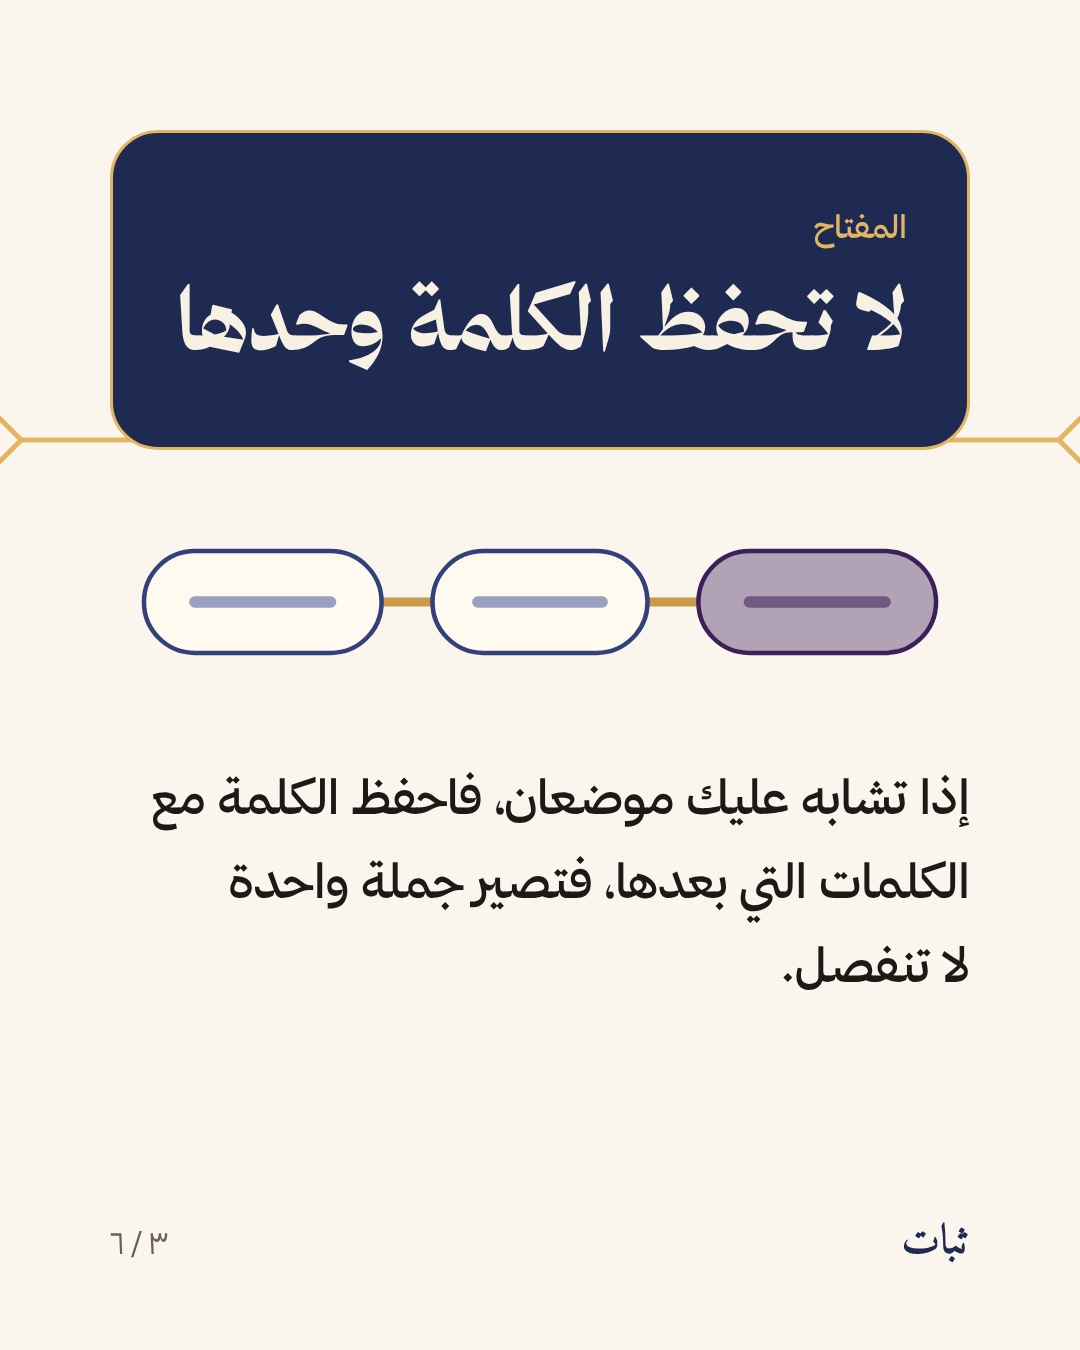 المفتاح
لا تحفظ الكلمة وحدها
إذا تشابه عليك موضعان، فاحفظ الكلمة مع
الكلمات التي بعدها، فتصير جملة واحدة
لا تنفصل.
ثبات
٣ / ٦